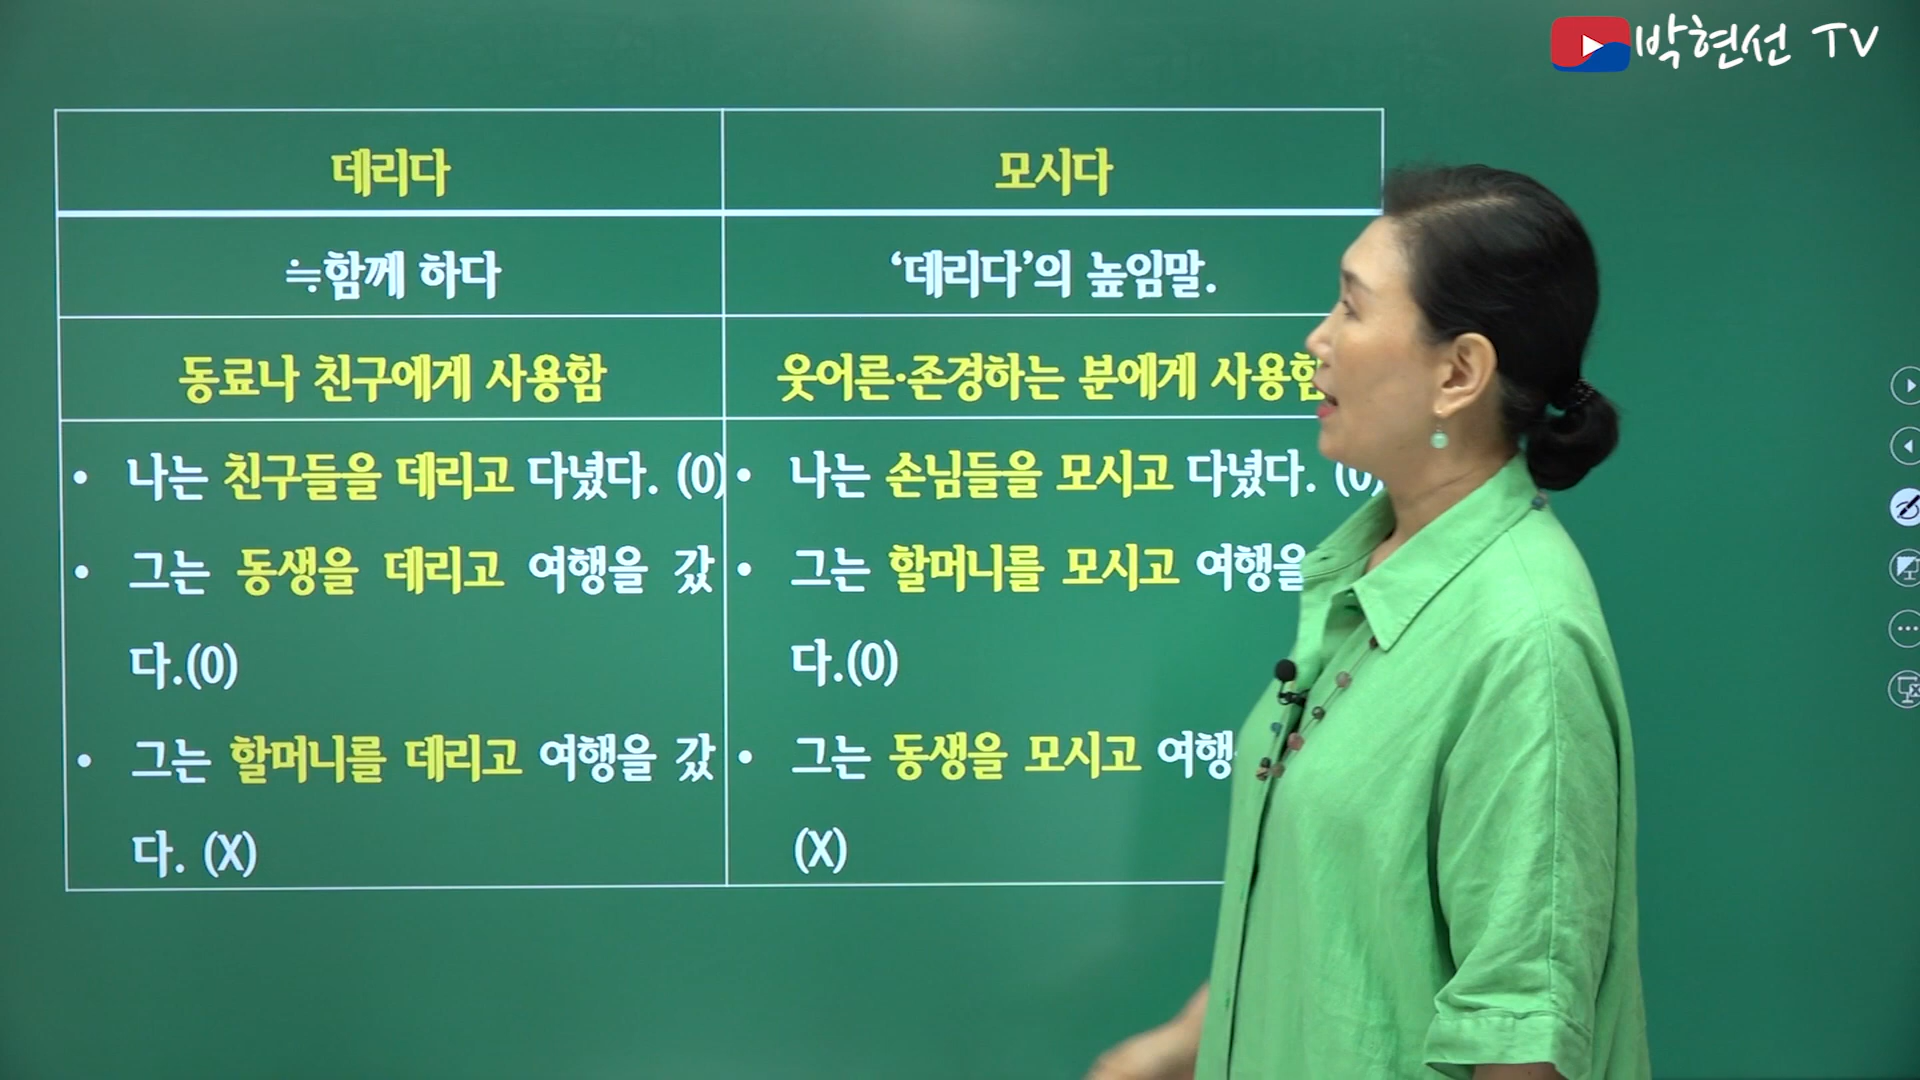 박현선 TV
데리다
모시다
≒함께 하다
‘데리다’의 높임말.
동료나 친구에게 사용함
웃어른·존경하는 분에게 사용함
• 나는 친구들을 데리고 다녔다. (0)
• 그는 동생을 데리고 여행을 갔
다.(0)
• 그는 할머니를 데리고 여행을 갔
다. (X)
• 나는 손님들을 모시고 다녔다. (0)
• 그는 할머니를 모시고 여행을
다.(0)
• 그는 동생을 모시고
(X)